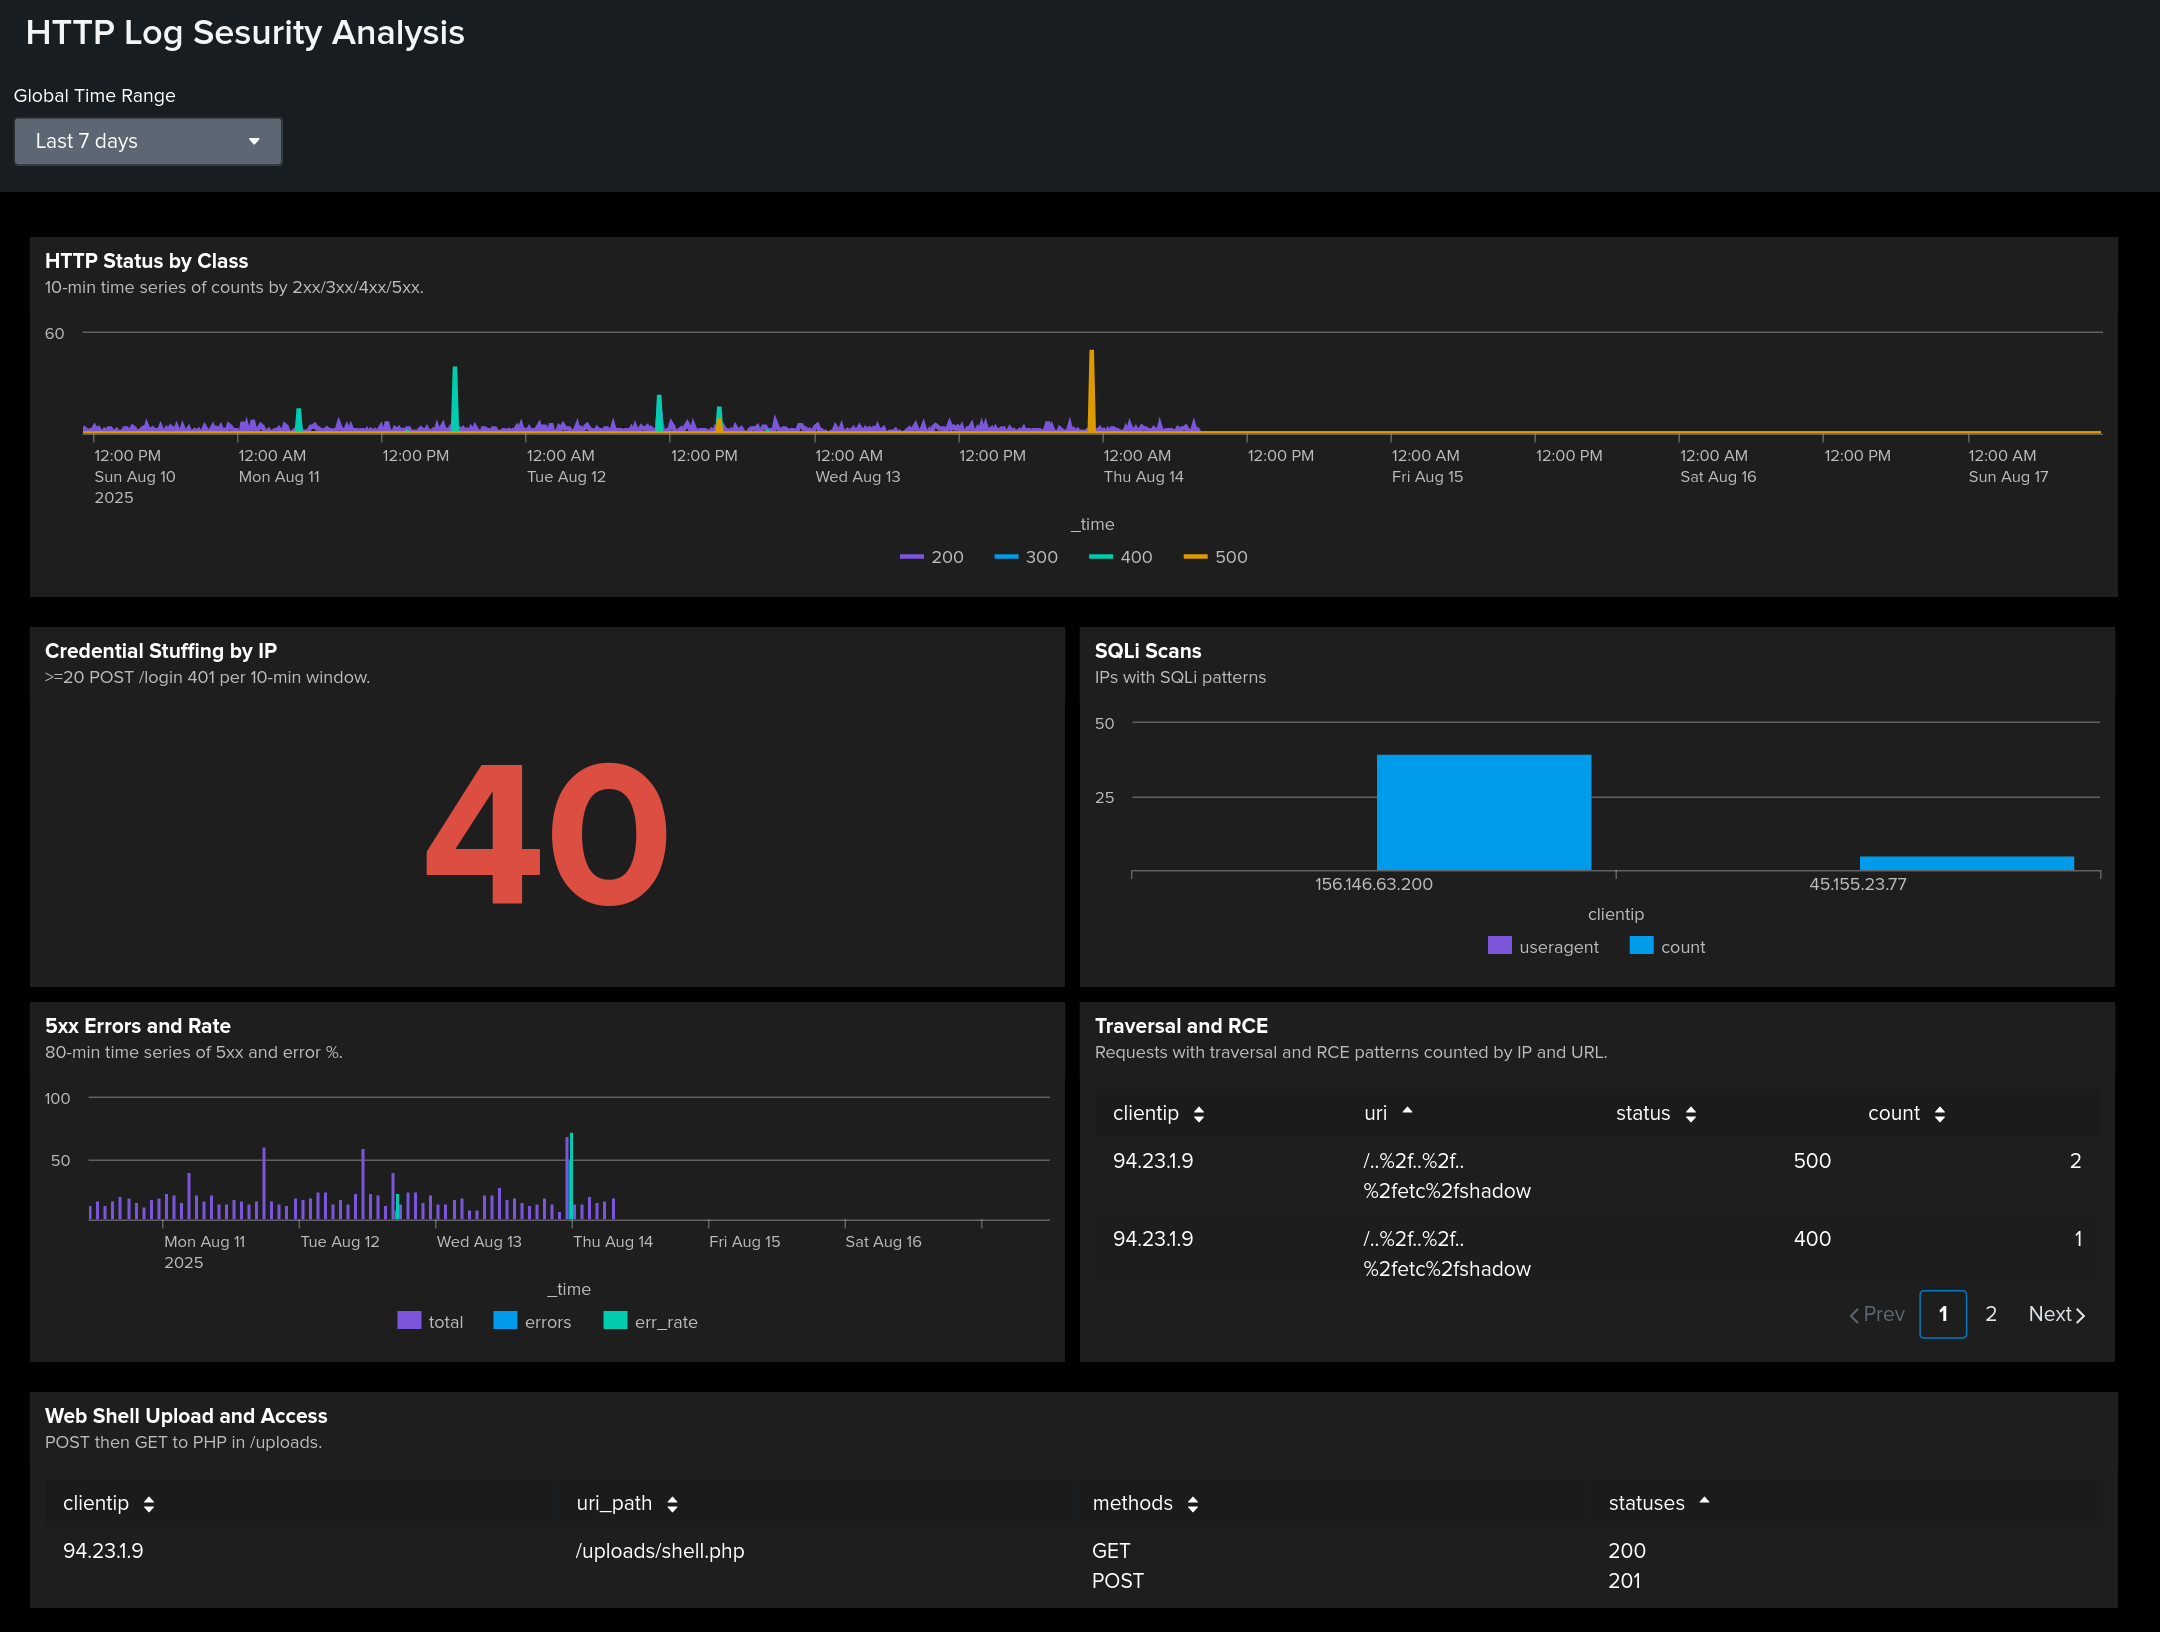 HTTP Log Sesurity Analysis
Global Time Range
Last 7 days
HTTP Status by Class
10-min time series of counts by 2xx/3xx/4xx/5xx.
60
12:00 PM 12:00 AM 12:00 PM 12:00 AM 12:00 PM 12:00 AM 12:00 PM 12:00 AM 12:00 PM 12:00 AM 12:00 PM 12:00 AM 12:00 PM 12:00 AM
Sun Aug 10 Mon Aug 11 Tue Aug 12 Wed Aug 13 Thu Aug 14 Fri Aug 15 Sat Aug 16 Sun Aug 17
2025
_time
200 300 400 500
Credential Stuffing by IP
>=20 POST /login 401 per 10-min window.
40
SQLi Scans
IPs with SQLi patterns
50
25
156.146.63.200 45.155.23.77
clientip
useragent count
5xx Errors and Rate
80-min time series of 5xx and error %.
100
50
Mon Aug 11 Tue Aug 12 Wed Aug 13 Thu Aug 14 Fri Aug 15 Sat Aug 16
2025
_time
total errors err_rate
Traversal and RCE
Requests with traversal and RCE patterns counted by IP and URL.
clientip uri status count
94.23.1.9 /..%2f..%2f.. 500 2
%2fetc%2fshadow
94.23.1.9 /..%2f..%2f.. 400 1
%2fetc%2fshadow
Prev 1 2 Next
Web Shell Upload and Access
POST then GET to PHP in /uploads.
clientip uri_path methods statuses
94.23.1.9 /uploads/shell.php GET 200
POST 201